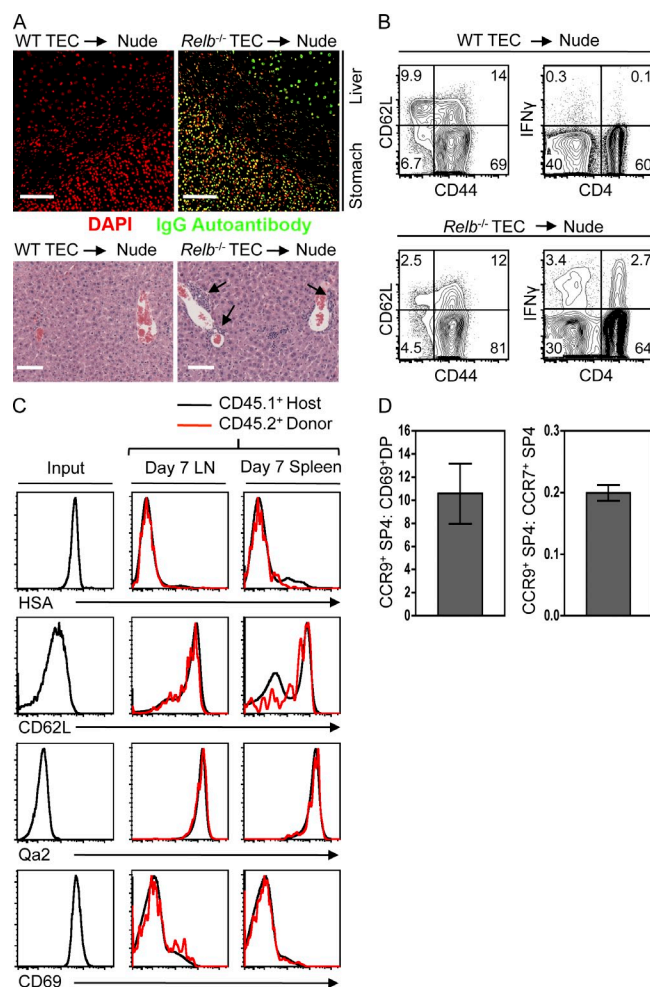 A
WT TEC → Nude
Relb-/- TEC → Nude
Liver
Stomach
DAPI IgG Autoantibody
WT TEC → Nude
Relb-/- TEC → Nude
B
WT TEC → Nude
9.9 14
6.7 69
CD62L
CD44
0.3 0.1
40 60
IFNγ
CD4
Relb-/- TEC → Nude
2.5 12
4.5 81
CD62L
CD44
3.4 2.7
30 64
IFNγ
CD4
C
CD45.1+ Host
CD45.2+ Donor
Input Day 7 LN Day 7 Spleen
HSA
CD62L
Qa2
CD69
D
CCR9+ SP4: CD69+DP
16
14
12
10
8
6
4
2
0
CCR9+ SP4: CCR7+ SP4
0.3
0.2
0.1
0.0